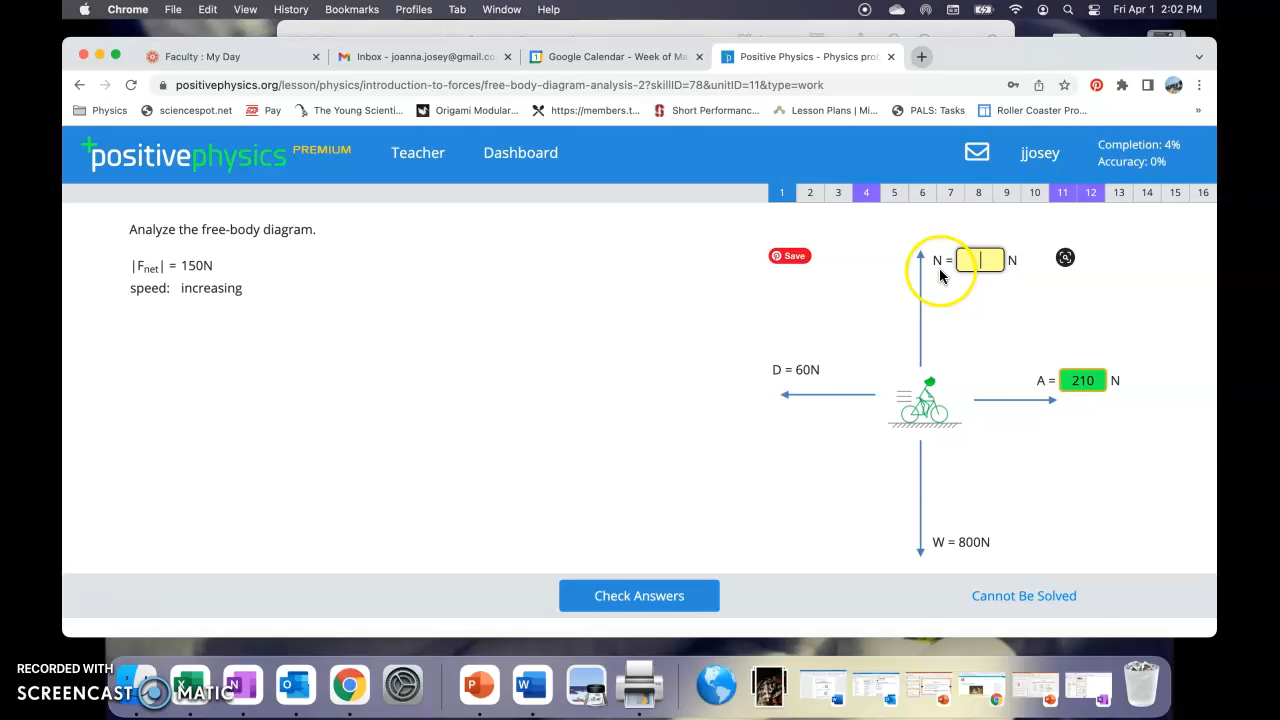 Chrome File Edit View History Bookmarks Profiles Tab Window Help Fri Apr 1 2:02 PM
Faculty : My Day
Inbox - joanna.josey@gmail.co
Google Calendar - Week of Ma
Positive Physics - Physics prob
positivephysics.org/lesson/physics/introduction-to-forces/free-body-diagram-analysis-2?skillID=78&unitID=11&type=work
Physics sciencespot.net Pay The Young Scienti... Origami Modular... https://members.t... Short Performanc... Lesson Plans | Mi... PALS: Tasks Roller Coaster Pro... »
+positivephysics PREMIUM Teacher Dashboard jjosey
Completion: 4%
Accuracy: 0%
1 2 3 4 5 6 7 8 9 10 11 12 13 14 15 16
Analyze the free-body diagram.
|Fnet| = 150N
speed: increasing
Save
N = N
D = 60N
A = 210 N
W = 800N
Check Answers
Cannot Be Solved
RECORDED WITH
SCREENCAST MATIC